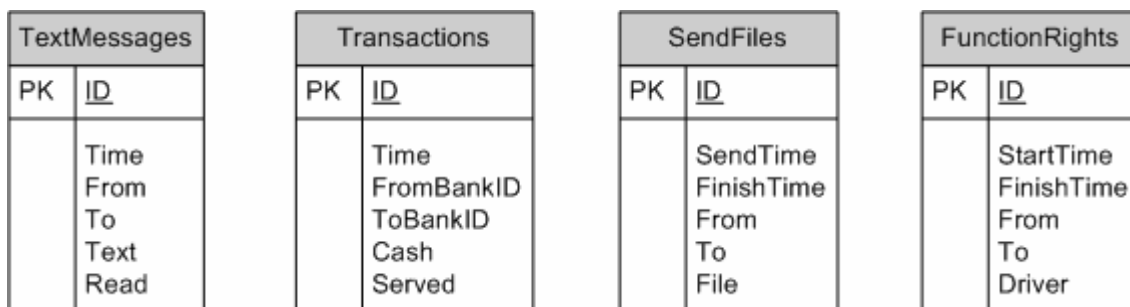 TextMessages
PK ID
Time
From
To
Text
Read
Transactions
PK ID
Time
FromBankID
ToBankID
Cash
Served
SendFiles
PK ID
SendTime
FinishTime
From
To
File
FunctionRights
PK ID
StartTime
FinishTime
From
To
Driver